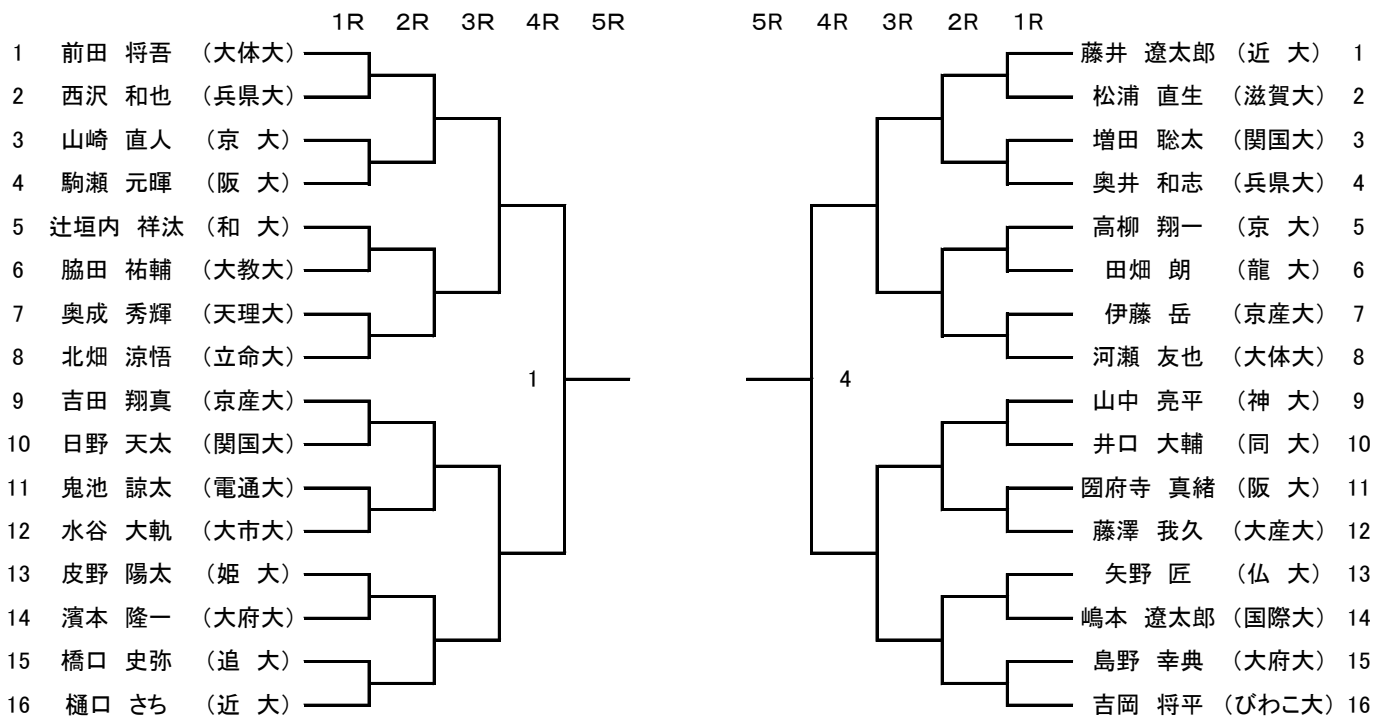 1R 2R 3R 4R 5R
1 前田 将吾 (大体大)
2 西沢 和也 (兵県大)
3 山崎 直人 (京 大)
4 駒瀬 元暉 (阪 大)
5 辻垣内 祥汰 (和 大)
6 脇田 祐輔 (大教大)
7 奥成 秀輝 (天理大)
8 北畑 涼悟 (立命大)
1
9 吉田 翔真 (京産大)
10 日野 天太 (関国大)
11 鬼池 諒太 (電通大)
12 水谷 大軌 (大市大)
13 皮野 陽太 (姫 大)
14 濱本 隆一 (大府大)
15 橋口 史弥 (追 大)
16 樋口 さち (近 大)
5R 4R 3R 2R 1R
藤井 遼太郎 (近 大) 1
松浦 直生 (滋賀大) 2
増田 聡太 (関国大) 3
奥井 和志 (兵県大) 4
高柳 翔一 (京 大) 5
田畑 朗 (龍 大) 6
伊藤 岳 (京産大) 7
河瀬 友也 (大体大) 8
4
山中 亮平 (神 大) 9
井口 大輔 (同 大) 10
圀府寺 真緒 (阪 大) 11
藤澤 我久 (大産大) 12
矢野 匠 (仏 大) 13
嶋本 遼太郎 (国際大) 14
島野 幸典 (大府大) 15
吉岡 将平 (びわこ大) 16